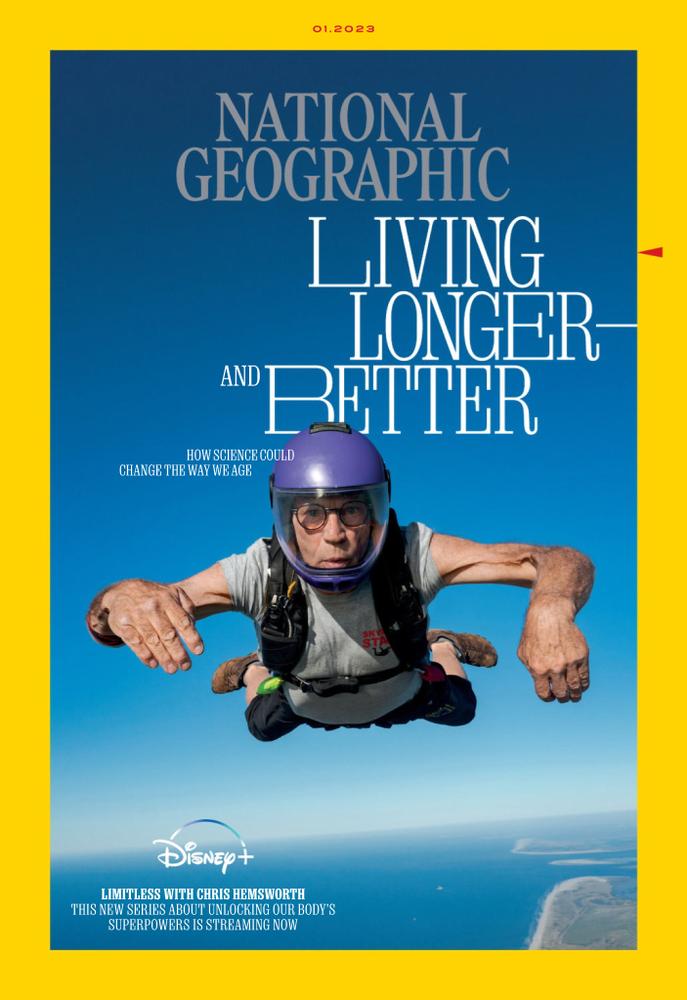 01.2023
NATIONAL
GEOGRAPHIC
LIVING
LONGER—
AND BETTER
HOW SCIENCE COULD
CHANGE THE WAY WE AGE
Disney+
LIMITLESS WITH CHRIS HEMSWORTH
THIS NEW SERIES ABOUT UNLOCKING OUR BODY'S
SUPERPOWERS IS STREAMING NOW